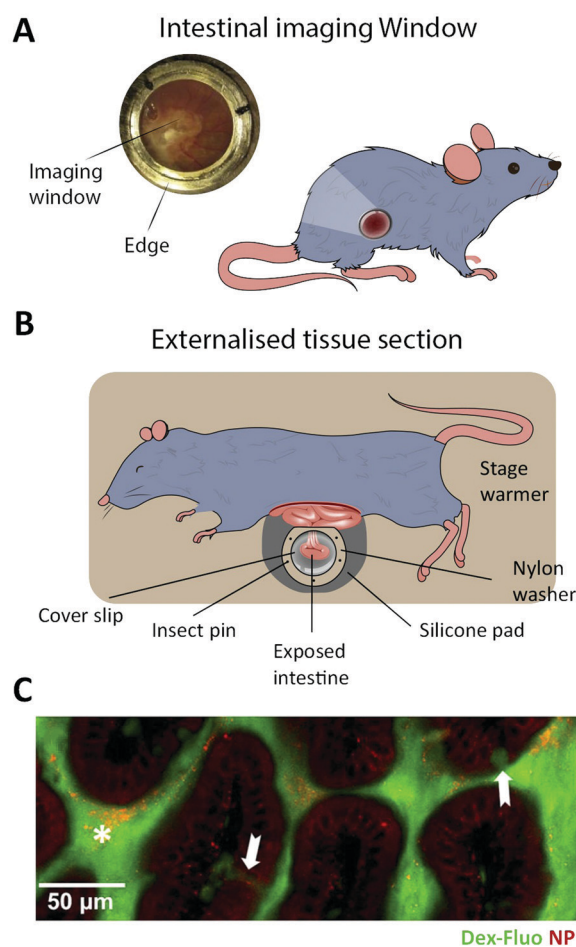 A
Intestinal imaging Window
Imaging
window
Edge
B
Externalised tissue section
Stage
warmer
Nylon
washer
Cover slip
Insect pin
Silicone pad
Exposed
intestine
C
*
50 µm
Dex-Fluo NP